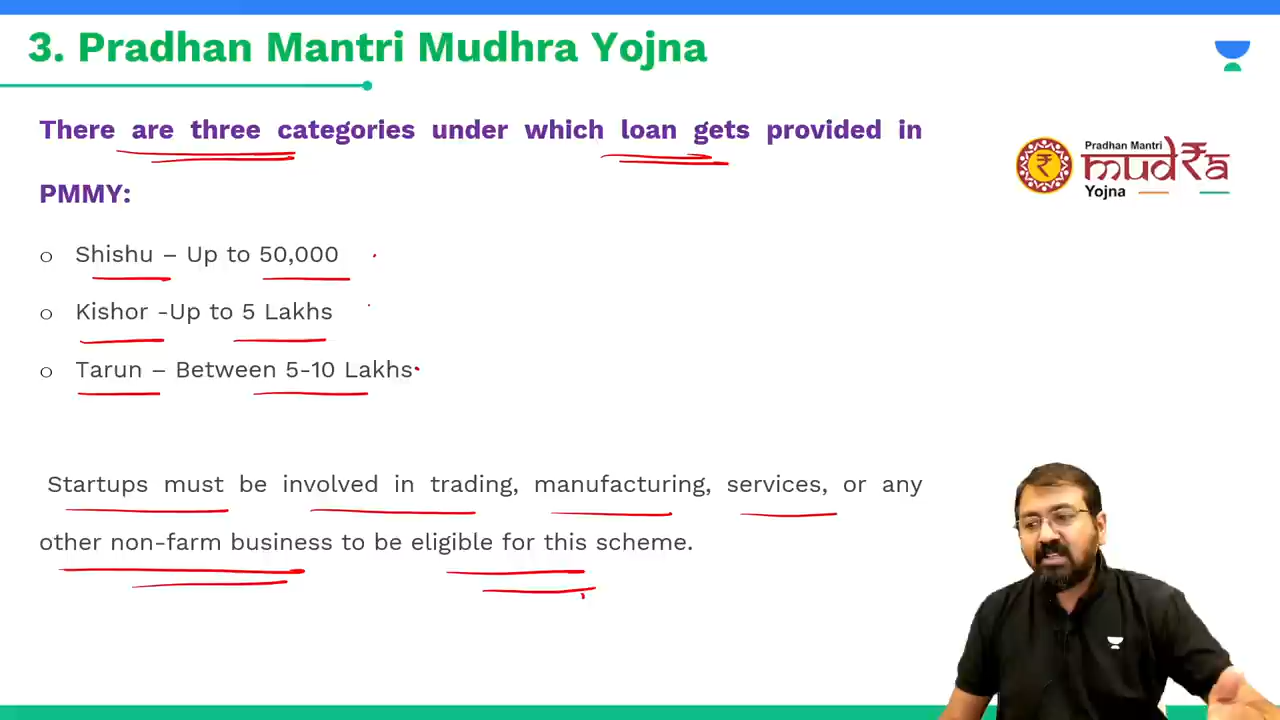 3. Pradhan Mantri Mudhra Yojna
There are three categories under which loan gets provided in
PMMY:
o Shishu – Up to 50,000
o Kishor -Up to 5 Lakhs
o Tarun – Between 5-10 Lakhs
Startups must be involved in trading, manufacturing, services, or any
other non-farm business to be eligible for this scheme.
Pradhan Mantri
mud₹a
Yojna